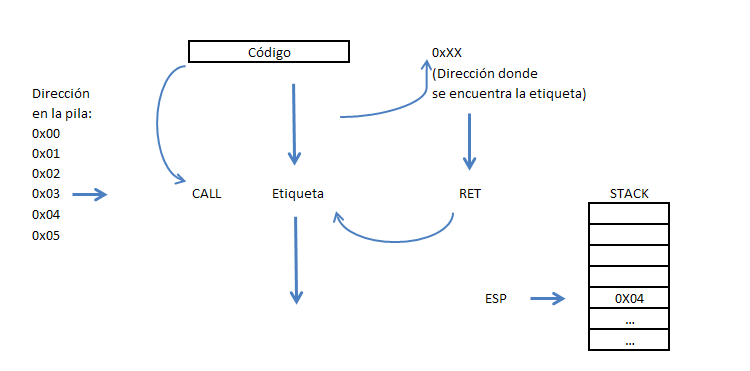 Código
0xXX
(Dirección donde
se encuentra la etiqueta)
Dirección
en la pila:
0x00
0x01
0x02
0x03
0x04
0x05
CALL
Etiqueta
RET
STACK
ESP
0X04
...
...